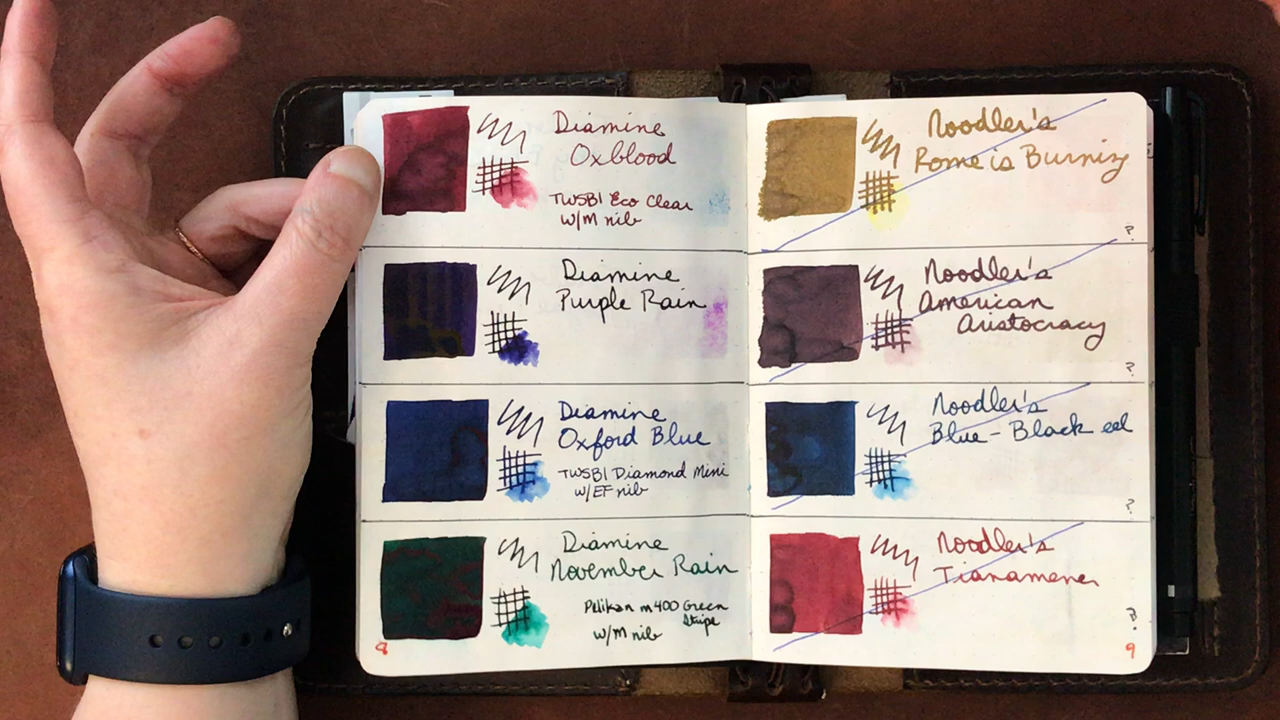 Diamine
Oxblood
TWSBI Eco Clear
w/M nib
Diamine
Purple Rain
Diamine
Oxford Blue
TWSBI Diamond Mini
w/EF nib
Diamine
November Rain
Pelikan m400 Green
Stripe
w/M nib
8
Noodler's
Rome is Burning
?
Noodler's
American
Aristocracy
?
Noodler's
Blue-Black eel
?
Noodler's
Tianamenen
?
9